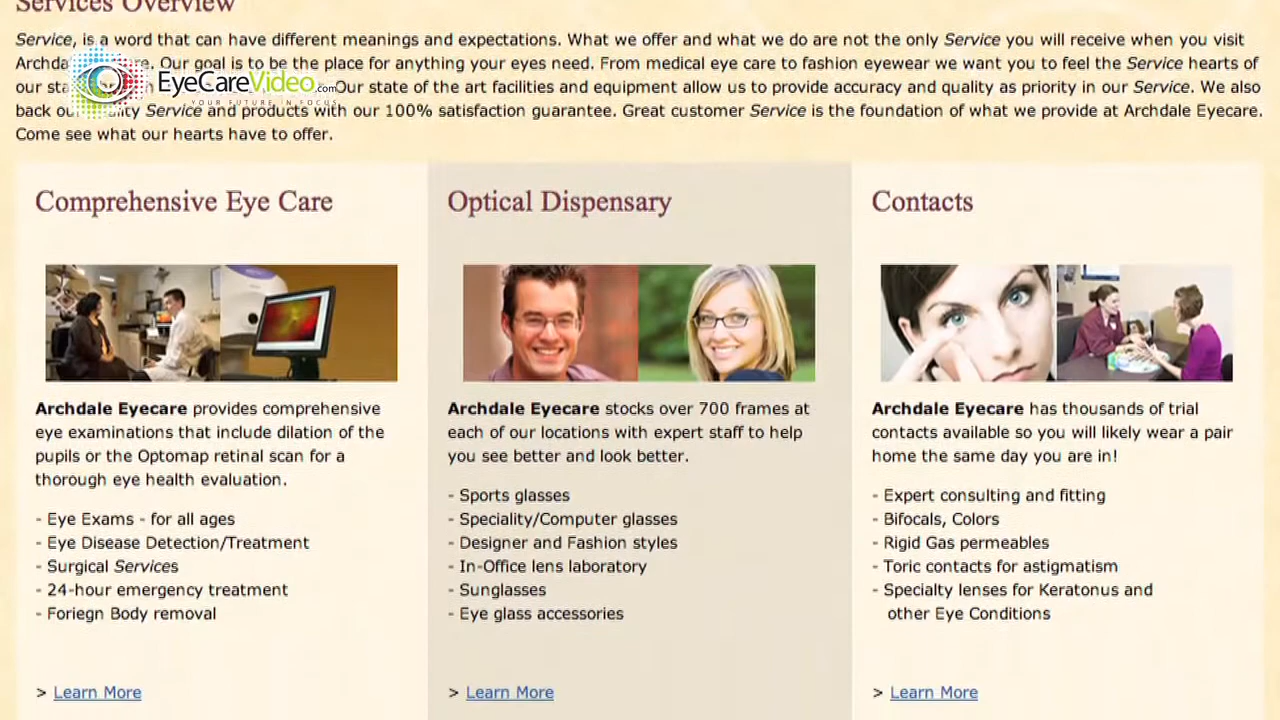 Services Overview
Service, is a word that can have different meanings and expectations. What we offer and what we do are not the only Service you will receive when you visit
Our goal is to be the place for anything your eyes need. From medical eye care to fashion eyewear we want you to feel the Service hearts of
our Our state of the art facilities and equipment allow us to provide accuracy and quality as priority in our Service. We also
back Service and products with our 100% satisfaction guarantee. Great customer Service is the foundation of what we provide at Archdale Eyecare.
Come see what our hearts have to offer.
EyeCareVideo.com
YOUR FUTURE IN FOCUS
Comprehensive Eye Care
Archdale Eyecare provides comprehensive
eye examinations that include dilation of the
pupils or the Optomap retinal scan for a
thorough eye health evaluation.
- Eye Exams - for all ages
- Eye Disease Detection/Treatment
- Surgical Services
- 24-hour emergency treatment
- Foriegn Body removal
> Learn More
Optical Dispensary
Archdale Eyecare stocks over 700 frames at
each of our locations with expert staff to help
you see better and look better.
- Sports glasses
- Speciality/Computer glasses
- Designer and Fashion styles
- In-Office lens laboratory
- Sunglasses
- Eye glass accessories
> Learn More
Contacts
Archdale Eyecare has thousands of trial
contacts available so you will likely wear a pair
home the same day you are in!
- Expert consulting and fitting
- Bifocals, Colors
- Rigid Gas permeables
- Toric contacts for astigmatism
- Specialty lenses for Keratonus and
other Eye Conditions
> Learn More